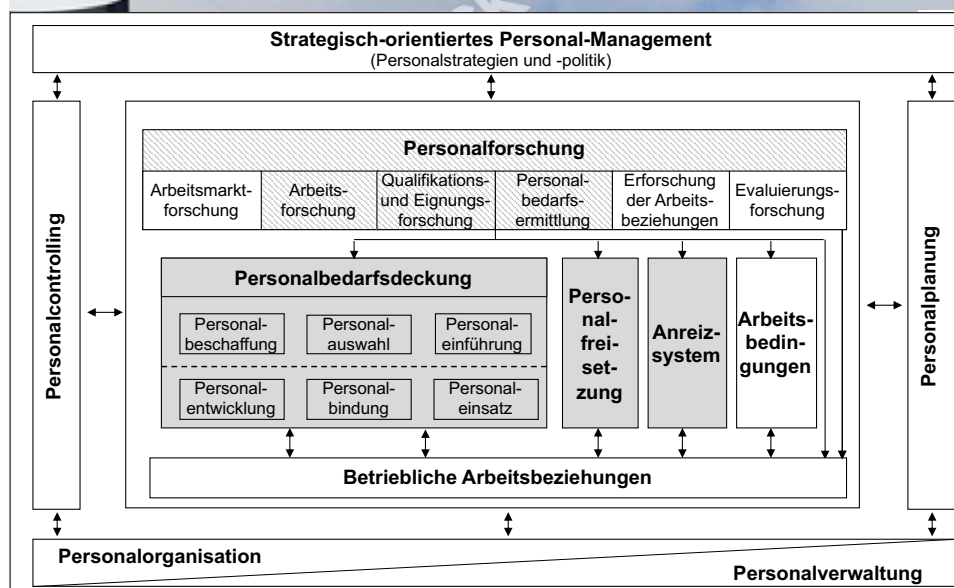 Strategisch-orientiertes Personal-Management
(Personalstrategien und -politik)
Personalcontrolling
Personalforschung
Arbeitsmarkt-
forschung
Arbeits-
forschung
Qualifikations-
und Eignungs-
forschung
Personal-
bedarfs-
ermittlung
Erforschung
der Arbeits-
beziehungen
Evaluierungs-
forschung
Personalbedarfsdeckung
Personal-
beschaffung
Personal-
auswahl
Personal-
einführung
Personal-
entwicklung
Personal-
bindung
Personal-
einsatz
Perso-
nal-
frei-
set-
zung
Anreiz-
system
Arbeits-
bedin-
gungen
Betriebliche Arbeitsbeziehungen
Personalplanung
Personalorganisation
Personalverwaltung